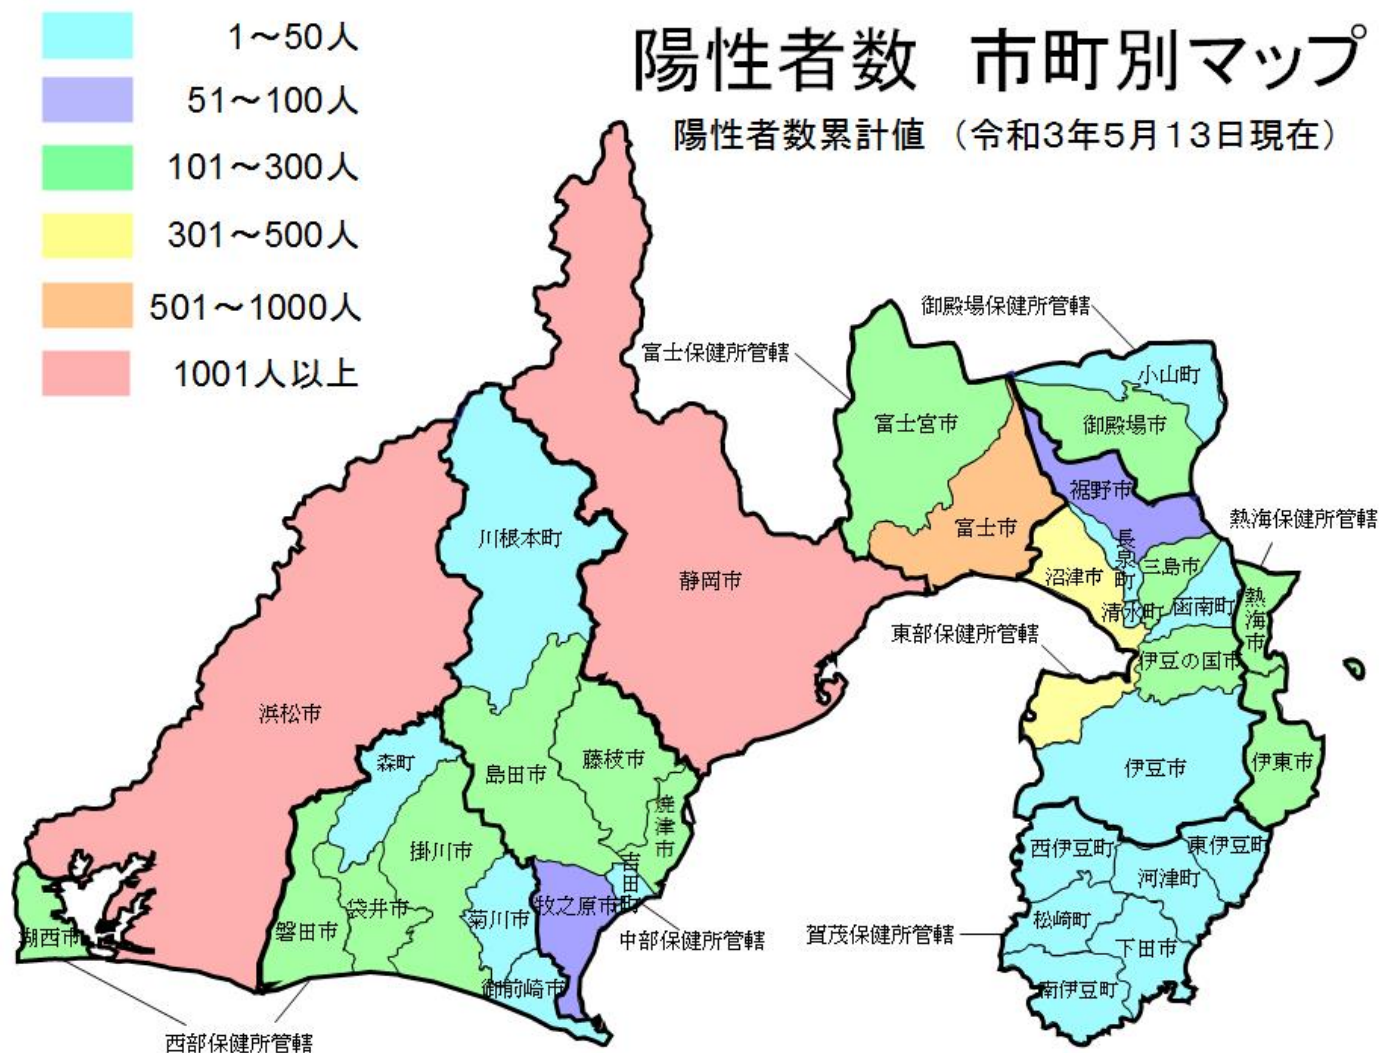 陽性者数 市町別マップ
陽性者数累計値 (令和3年5月13日現在)
1～50人
51～100人
101～300人
301～500人
501～1000人
1001人以上
御殿場保健所管轄
富士保健所管轄
小山町
富士宮市
御殿場市
裾野市
熱海保健所管轄
川根本町
富士市
長泉町
三島市
沼津市
静岡市
清水町
函南町
熱海市
東部保健所管轄
伊豆の国市
浜松市
森町
島田市
藤枝市
伊豆市
伊東市
焼津市
掛川市
西伊豆町
東伊豆町
吉田町
河津町
袋井市
菊川市
牧之原市
磐田市
湖西市
松崎町
賀茂保健所管轄
中部保健所管轄
下田市
御前崎市
南伊豆町
西部保健所管轄